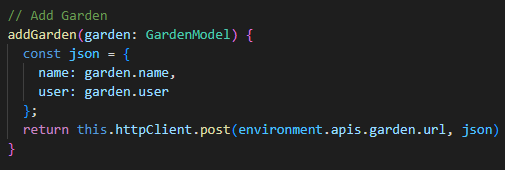 // Add Garden
addGarden(garden: GardenModel) {
  const json = {
    name: garden.name,
    user: garden.user
  };
  return this.httpClient.post(environment.apis.garden.url, json)
}